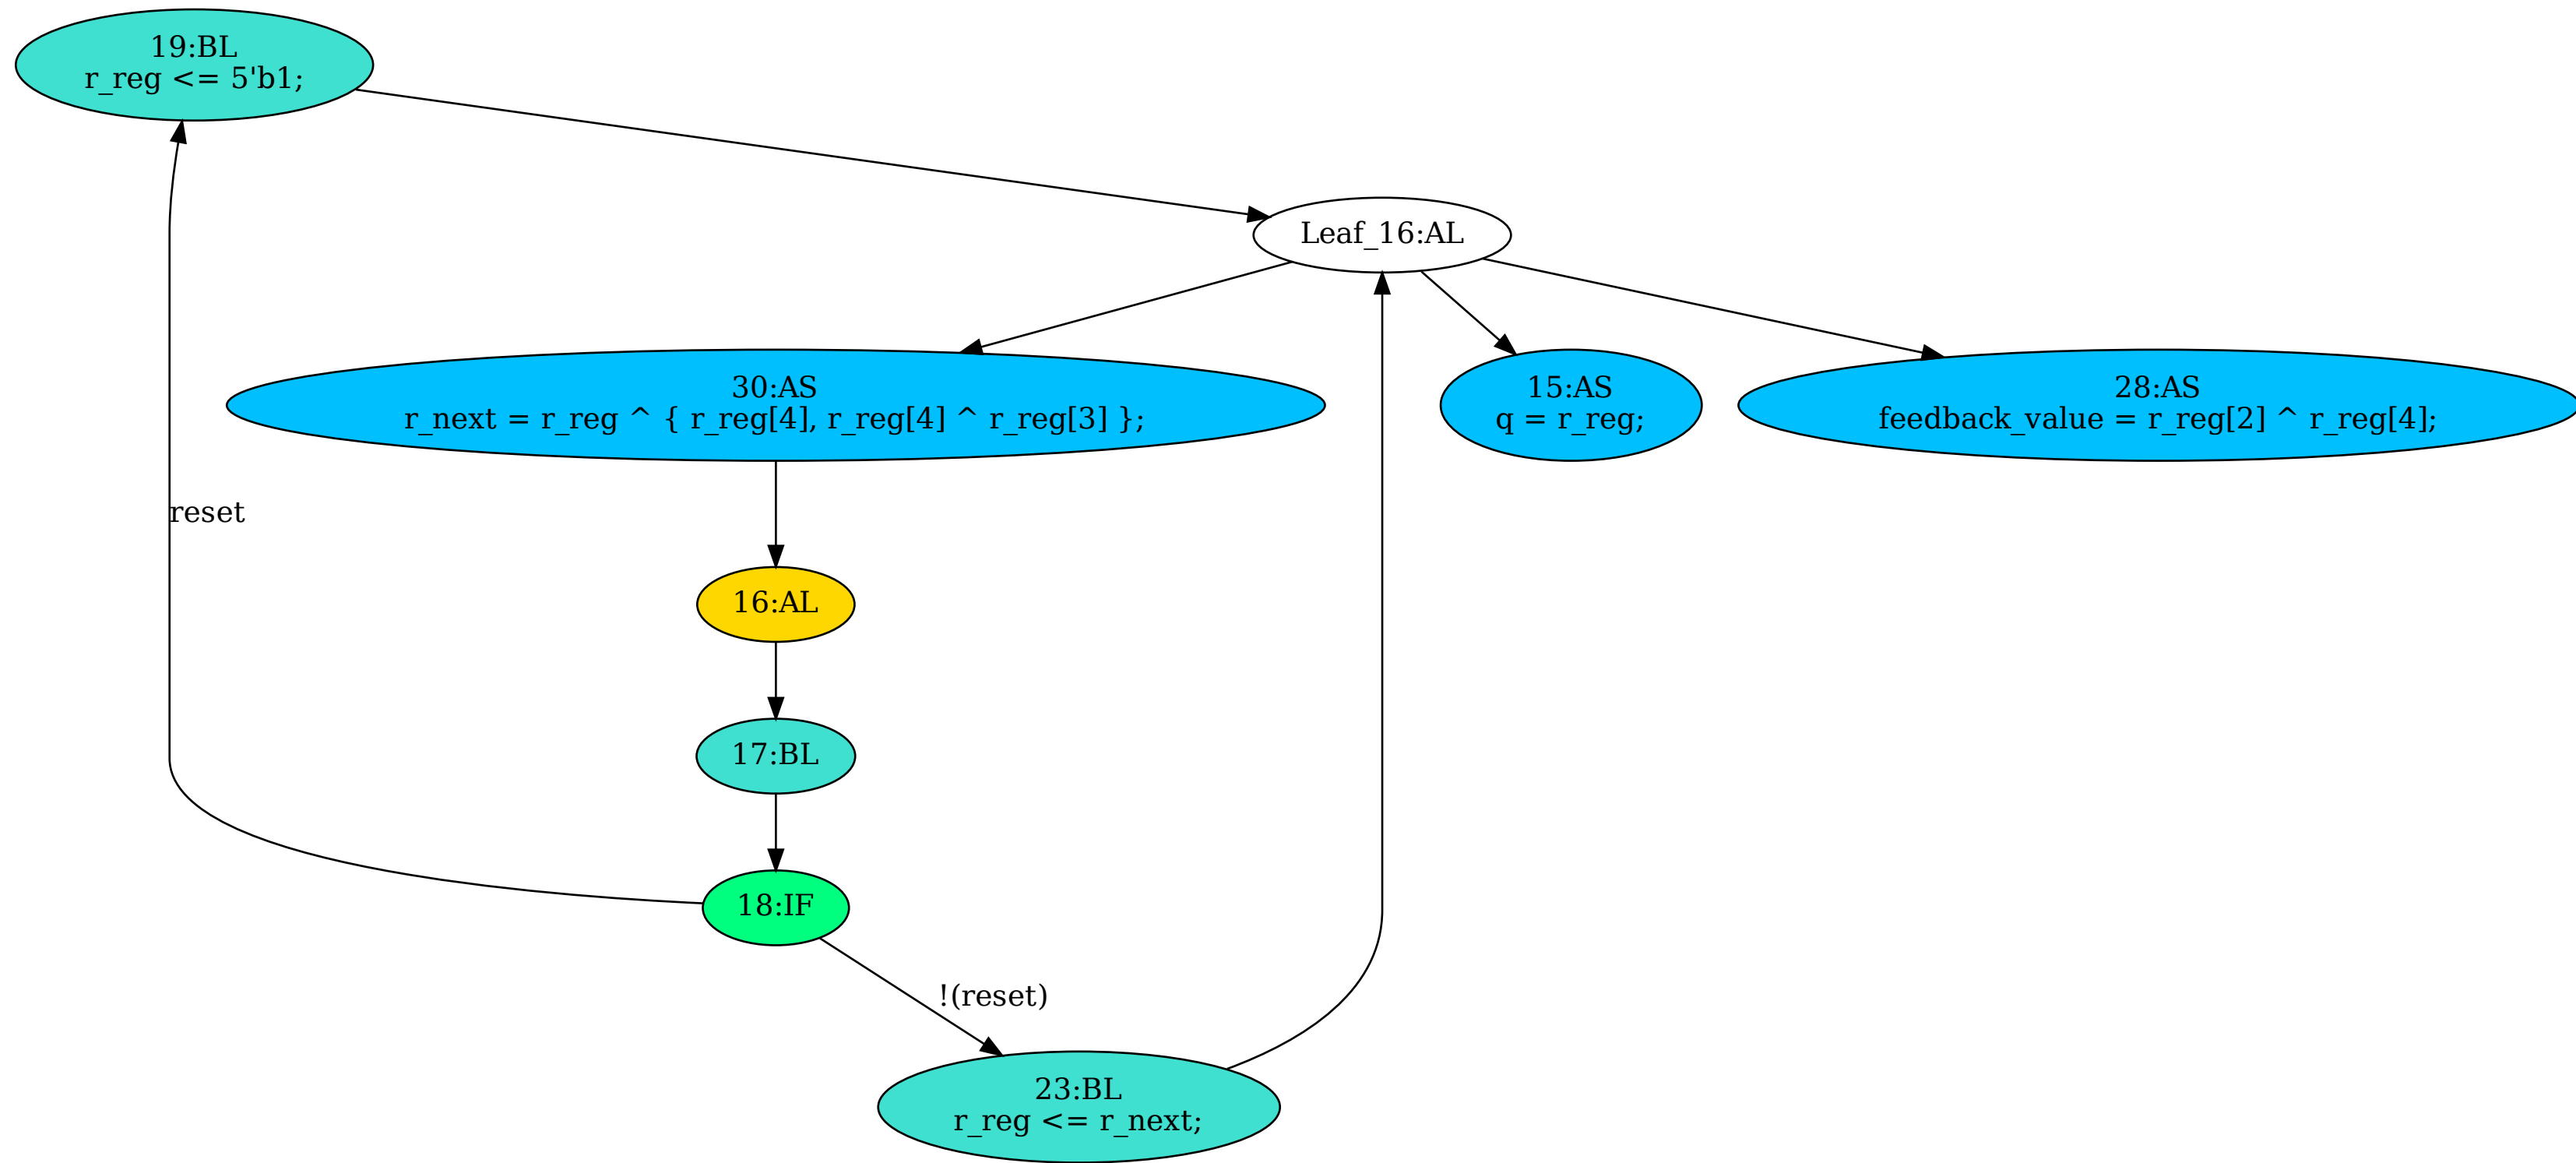 19:BL
r_reg <= 5'b1;
Leaf_16:AL
30:AS
r_next = r_reg ^ { r_reg[4], r_reg[4] ^ r_reg[3] };
15:AS
q = r_reg;
28:AS
feedback_value = r_reg[2] ^ r_reg[4];
reset
16:AL
17:BL
18:IF
!(reset)
23:BL
r_reg <= r_next;